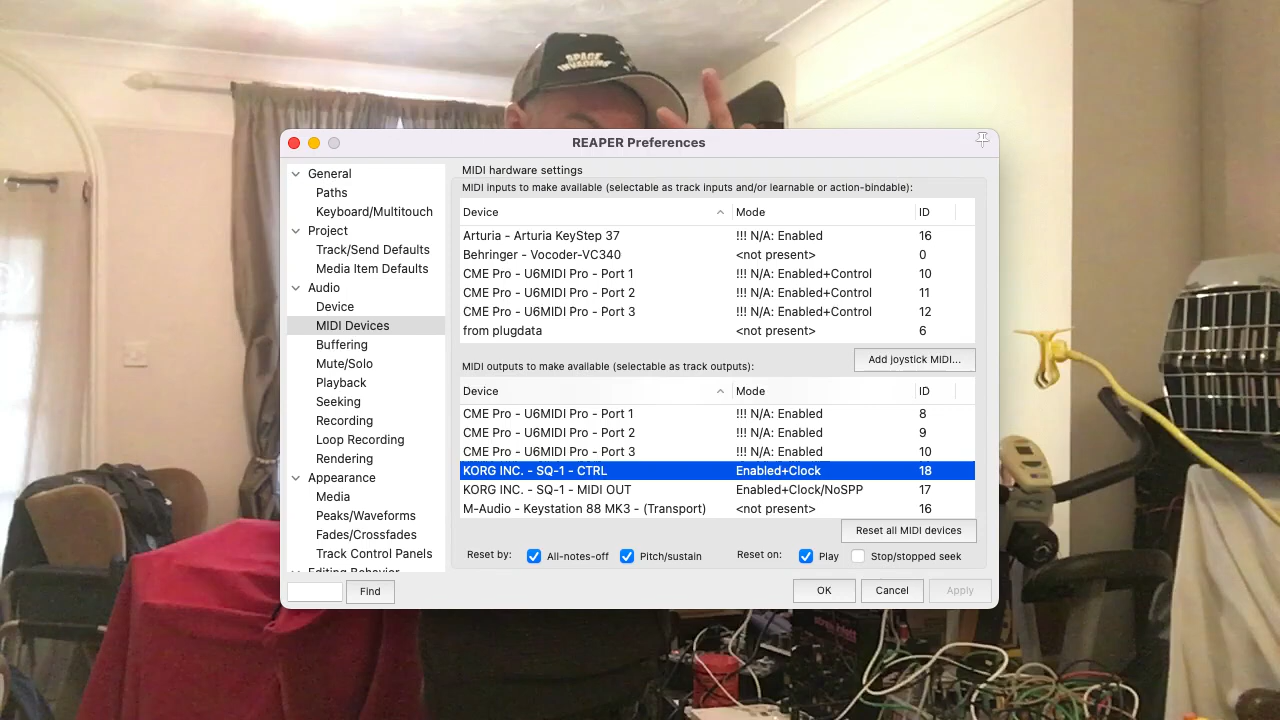 SPACE
INVADERS
REAPER Preferences
General
Paths
Keyboard/Multitouch
Project
Track/Send Defaults
Media Item Defaults
Audio
Device
MIDI Devices
Buffering
Mute/Solo
Playback
Seeking
Recording
Loop Recording
Rendering
Appearance
Media
Peaks/Waveforms
Fades/Crossfades
Track Control Panels
Editing Behavior
Find
MIDI hardware settings
MIDI inputs to make available (selectable as track inputs and/or learnable or action-bindable):
Device Mode ID
Arturia - Arturia KeyStep 37 !!! N/A: Enabled 16
Behringer - Vocoder-VC340 <not present> 0
CME Pro - U6MIDI Pro - Port 1 !!! N/A: Enabled+Control 10
CME Pro - U6MIDI Pro - Port 2 !!! N/A: Enabled+Control 11
CME Pro - U6MIDI Pro - Port 3 !!! N/A: Enabled+Control 12
from plugdata <not present> 6
Add joystick MIDI...
MIDI outputs to make available (selectable as track outputs):
Device Mode ID
CME Pro - U6MIDI Pro - Port 1 !!! N/A: Enabled 8
CME Pro - U6MIDI Pro - Port 2 !!! N/A: Enabled 9
CME Pro - U6MIDI Pro - Port 3 !!! N/A: Enabled 10
KORG INC. - SQ-1 - CTRL Enabled+Clock 18
KORG INC. - SQ-1 - MIDI OUT Enabled+Clock/NoSPP 17
M-Audio - Keystation 88 MK3 - (Transport) <not present> 16
Reset all MIDI devices
Reset by: All-notes-off Pitch/sustain Reset on: Play Stop/stopped seek
OK Cancel Apply